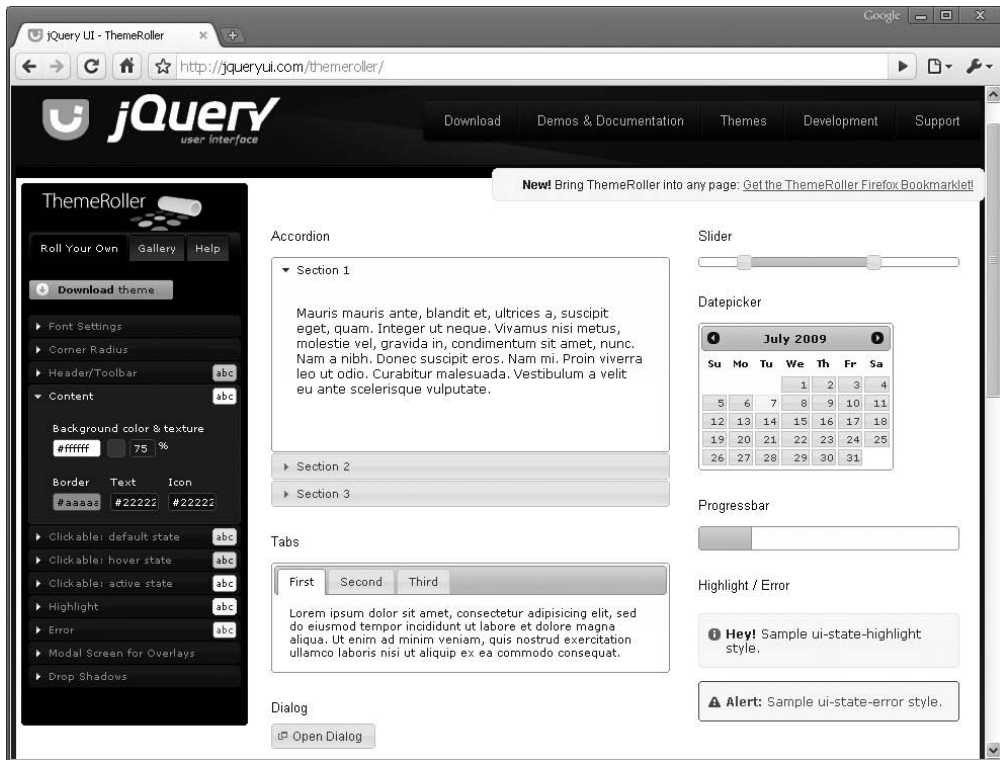 Google
jQuery UI - ThemeRoller
http://jqueryui.com/themeroller/
jQuery
user interface
Download
Demos & Documentation
Themes
Development
Support
New! Bring ThemeRoller into any page: Get the ThemeRoller Firefox Bookmarklet!
ThemeRoller
Roll Your Own
Gallery
Help
Download theme
Font Settings
Corner Radius
Header/Toolbar
abc
Content
abc
Background color & texture
#ffffff
75
%
Border
Text
Icon
#aaaaa
#22222
#22222
Clickable: default state
abc
Clickable: hover state
abc
Clickable: active state
abc
Highlight
abc
Error
abc
Modal Screen for Overlays
Drop Shadows
Accordion
Section 1
Mauris mauris ante, blandit et, ultrices a, suscipit
eget, quam. Integer ut neque. Vivamus nisi metus,
molestie vel, gravida in, condimentum sit amet, nunc.
Nam a nibh. Donec suscipit eros. Nam mi. Proin viverra
leo ut odio. Curabitur malesuada. Vestibulum a velit
eu ante scelerisque vulputate.
Section 2
Section 3
Tabs
First
Second
Third
Lorem ipsum dolor sit amet, consectetur adipisicing elit, sed
do eiusmod tempor incididunt ut labore et dolore magna
aliqua. Ut enim ad minim veniam, quis nostrud exercitation
ullamco laboris nisi ut aliquip ex ea commodo consequat.
Dialog
Open Dialog
Slider
Datepicker
July 2009
Su Mo Tu We Th Fr Sa
1 2 3 4
5 6 7 8 9 10 11
12 13 14 15 16 17 18
19 20 21 22 23 24 25
26 27 28 29 30 31
Progressbar
Highlight / Error
Hey! Sample ui-state-highlight
style.
Alert: Sample ui-state-error style.